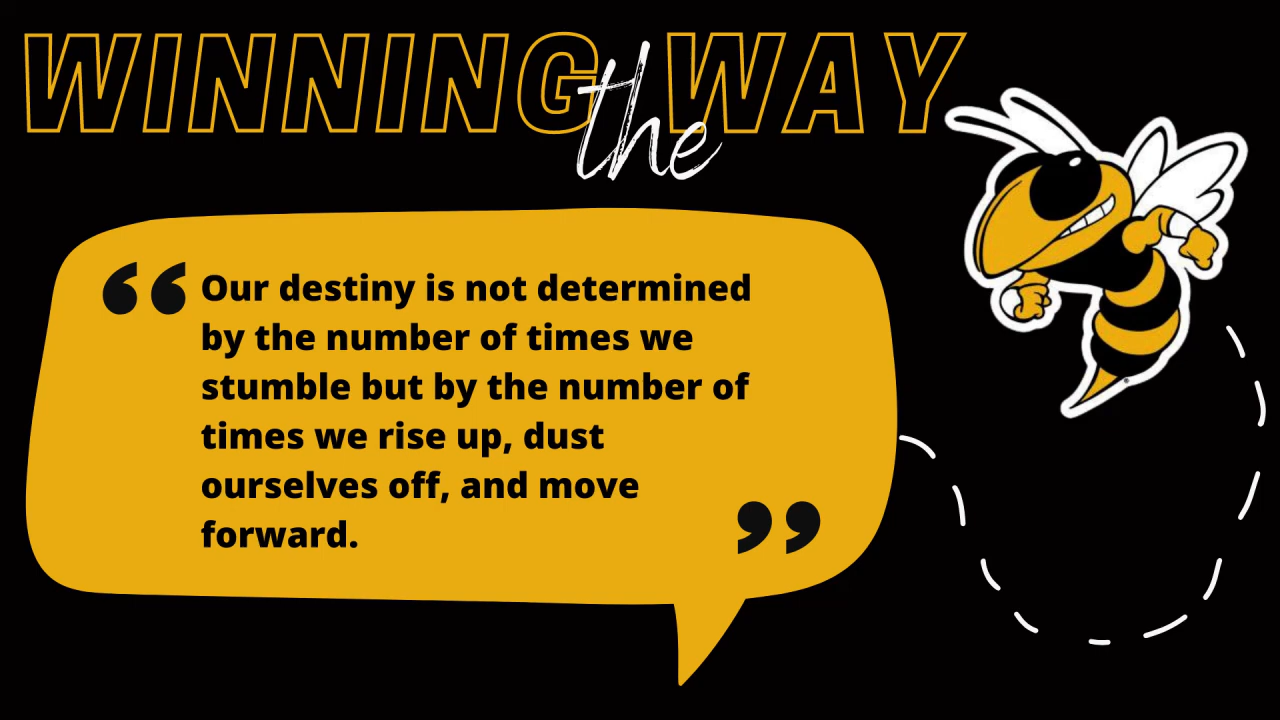 WINNING the WAY
“Our destiny is not determined
by the number of times we
stumble but by the number of
times we rise up, dust
ourselves off, and move
forward.”